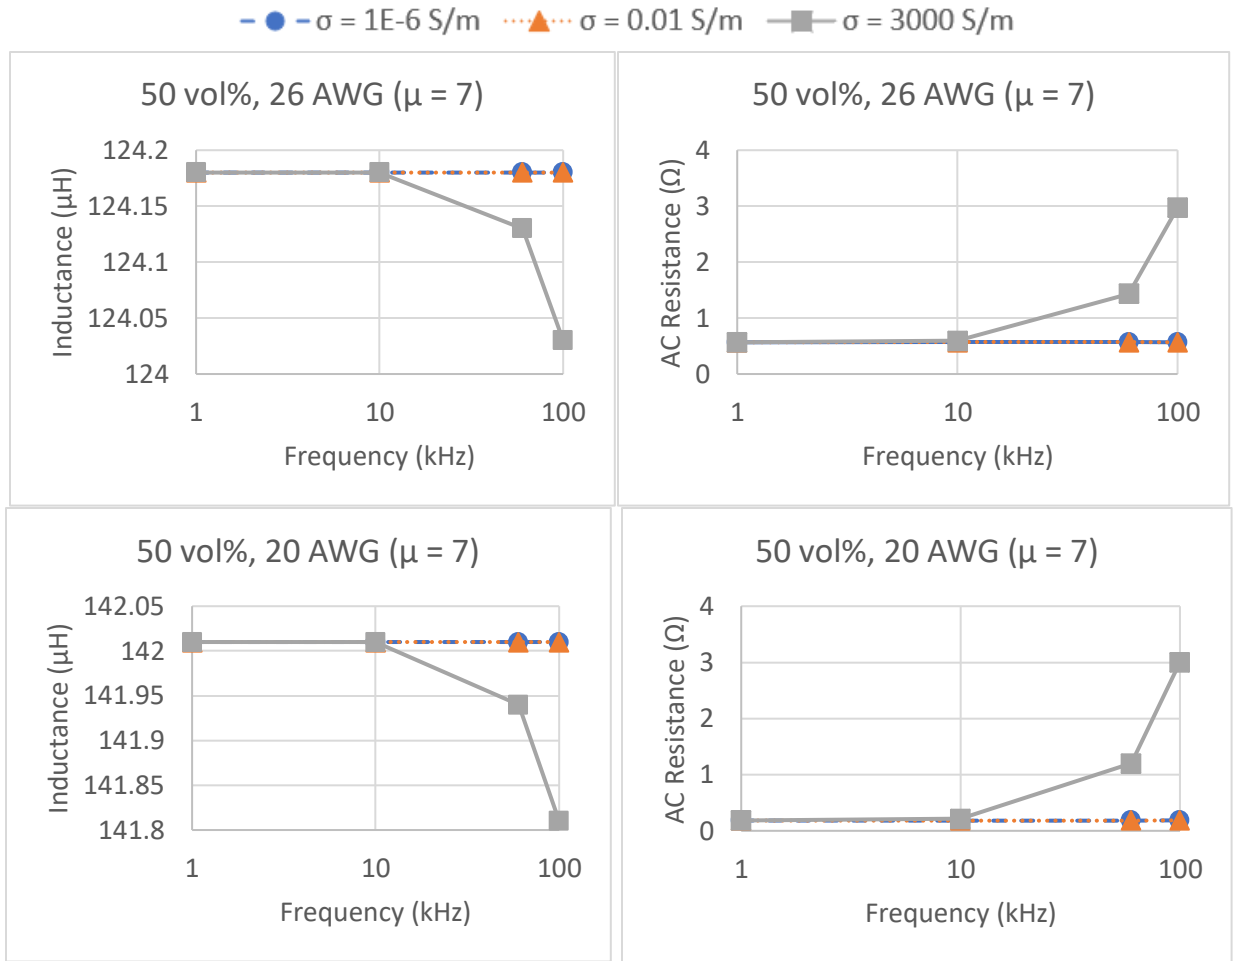 σ = 1E-6 S/m σ = 0.01 S/m σ = 3000 S/m
50 vol%, 26 AWG (μ = 7)
Inductance (μH)
124.2
124.15
124.1
124.05
124
1 10 100
Frequency (kHz)
50 vol%, 26 AWG (μ = 7)
AC Resistance (Ω)
4
3
2
1
0
1 10 100
Frequency (kHz)
50 vol%, 20 AWG (μ = 7)
Inductance (μH)
142.05
142
141.95
141.9
141.85
141.8
1 10 100
Frequency (kHz)
50 vol%, 20 AWG (μ = 7)
AC Resistance (Ω)
4
3
2
1
0
1 10 100
Frequency (kHz)